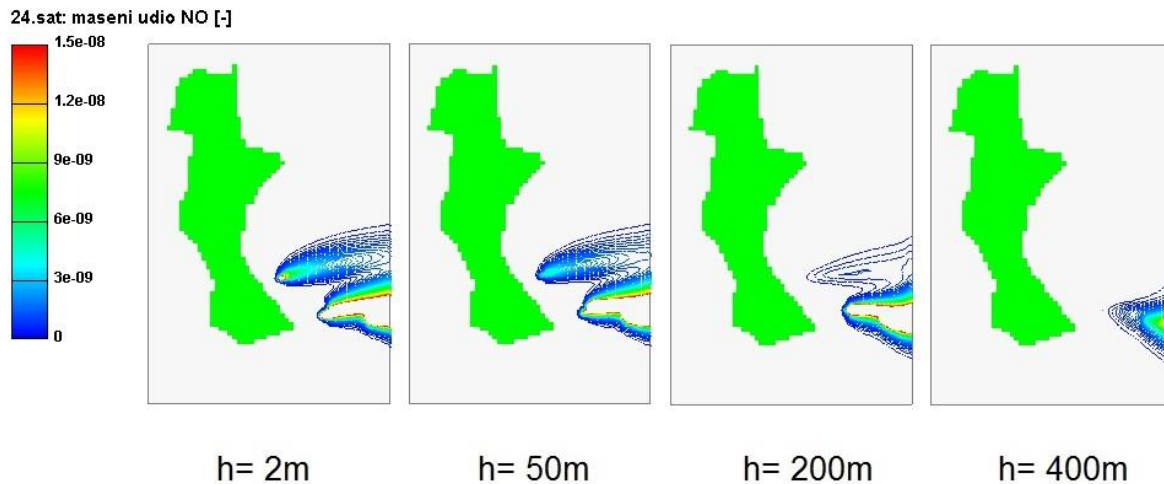 24.sat: maseni udio NO [-]
1.5e-08
1.2e-08
9e-09
6e-09
3e-09
0
h= 2m
h= 50m
h= 200m
h= 400m